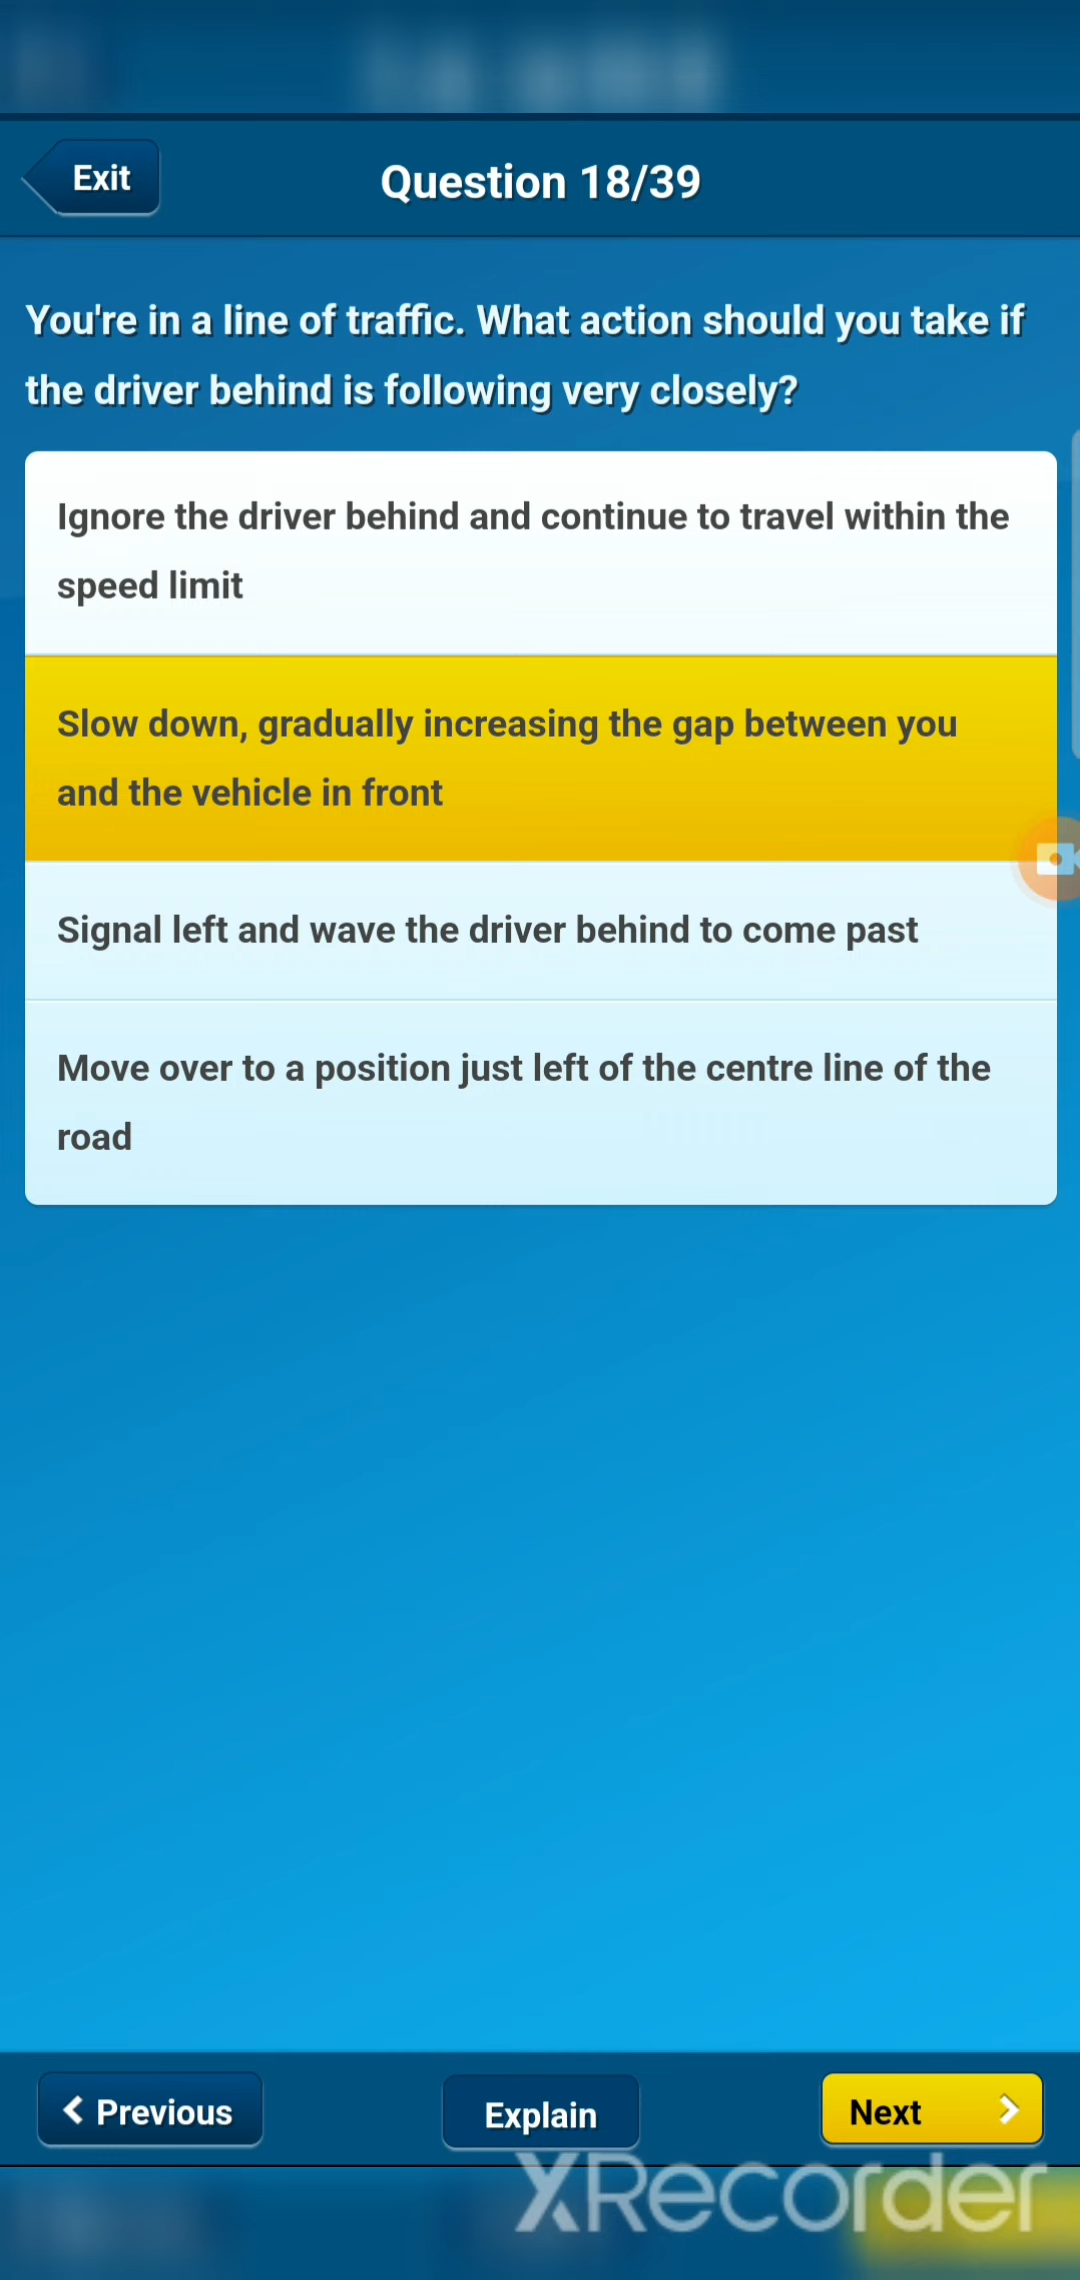 Exit
Question 18/39
You're in a line of traffic. What action should you take if
the driver behind is following very closely?
Ignore the driver behind and continue to travel within the
speed limit
Slow down, gradually increasing the gap between you
and the vehicle in front
Signal left and wave the driver behind to come past
Move over to a position just left of the centre line of the
road
Previous
Explain
Next
XRecorder